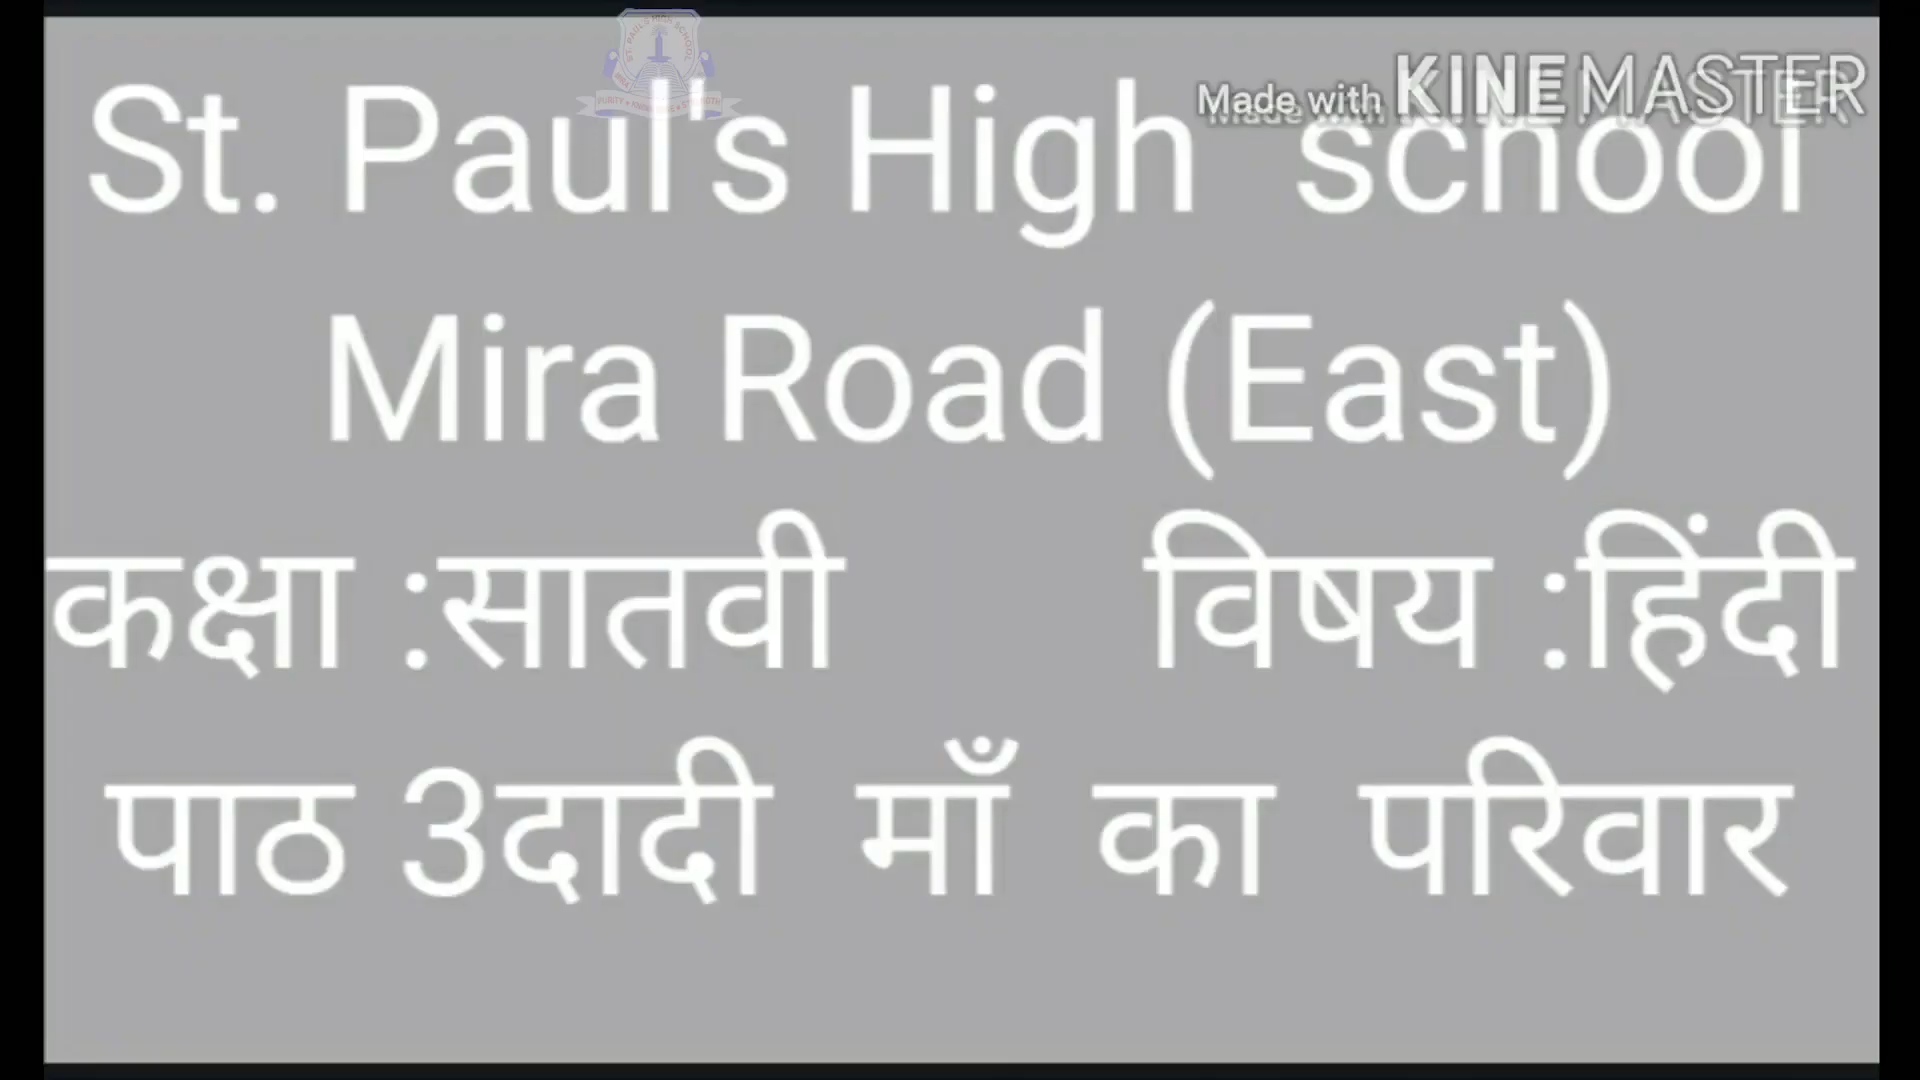 St. Paul's High school
Made with KINEMASTER
Mira Road (East)
कक्षा :सातवी विषय :हिंदी
पाठ 3दादी माँ का परिवार